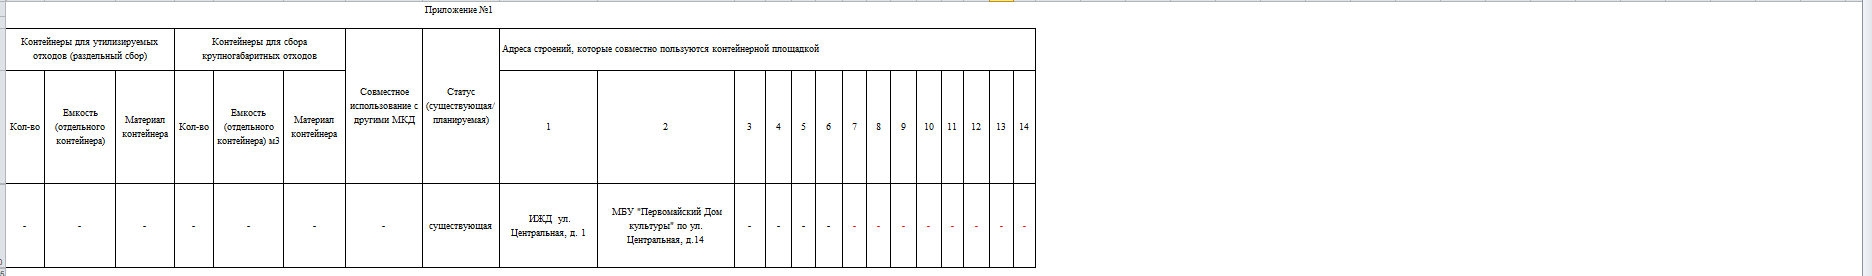 Приложение №1
Контейнеры для утилизируемых
отходов (раздельный сбор)
Контейнеры для сбора
крупногабаритных отходов
Совместное
использование с
другими МКД
Статус
(существующая/
планируемая)
Адреса строений, которые совместно пользуются контейнерной площадкой
Кол-во
Емкость
(отдельного
контейнера)
Материал
контейнера
Кол-во
Емкость
(отдельного
контейнера) м3
Материал
контейнера
1 2 3 4 5 6 7 8 9 10 11 12 13 14
- - - - - - -
существующая
ИЖД ул.
Центральная, д. 1
МБУ "Первомайский Дом
культуры" по ул.
Центральная, д.14
- - - - - - - - - - - -